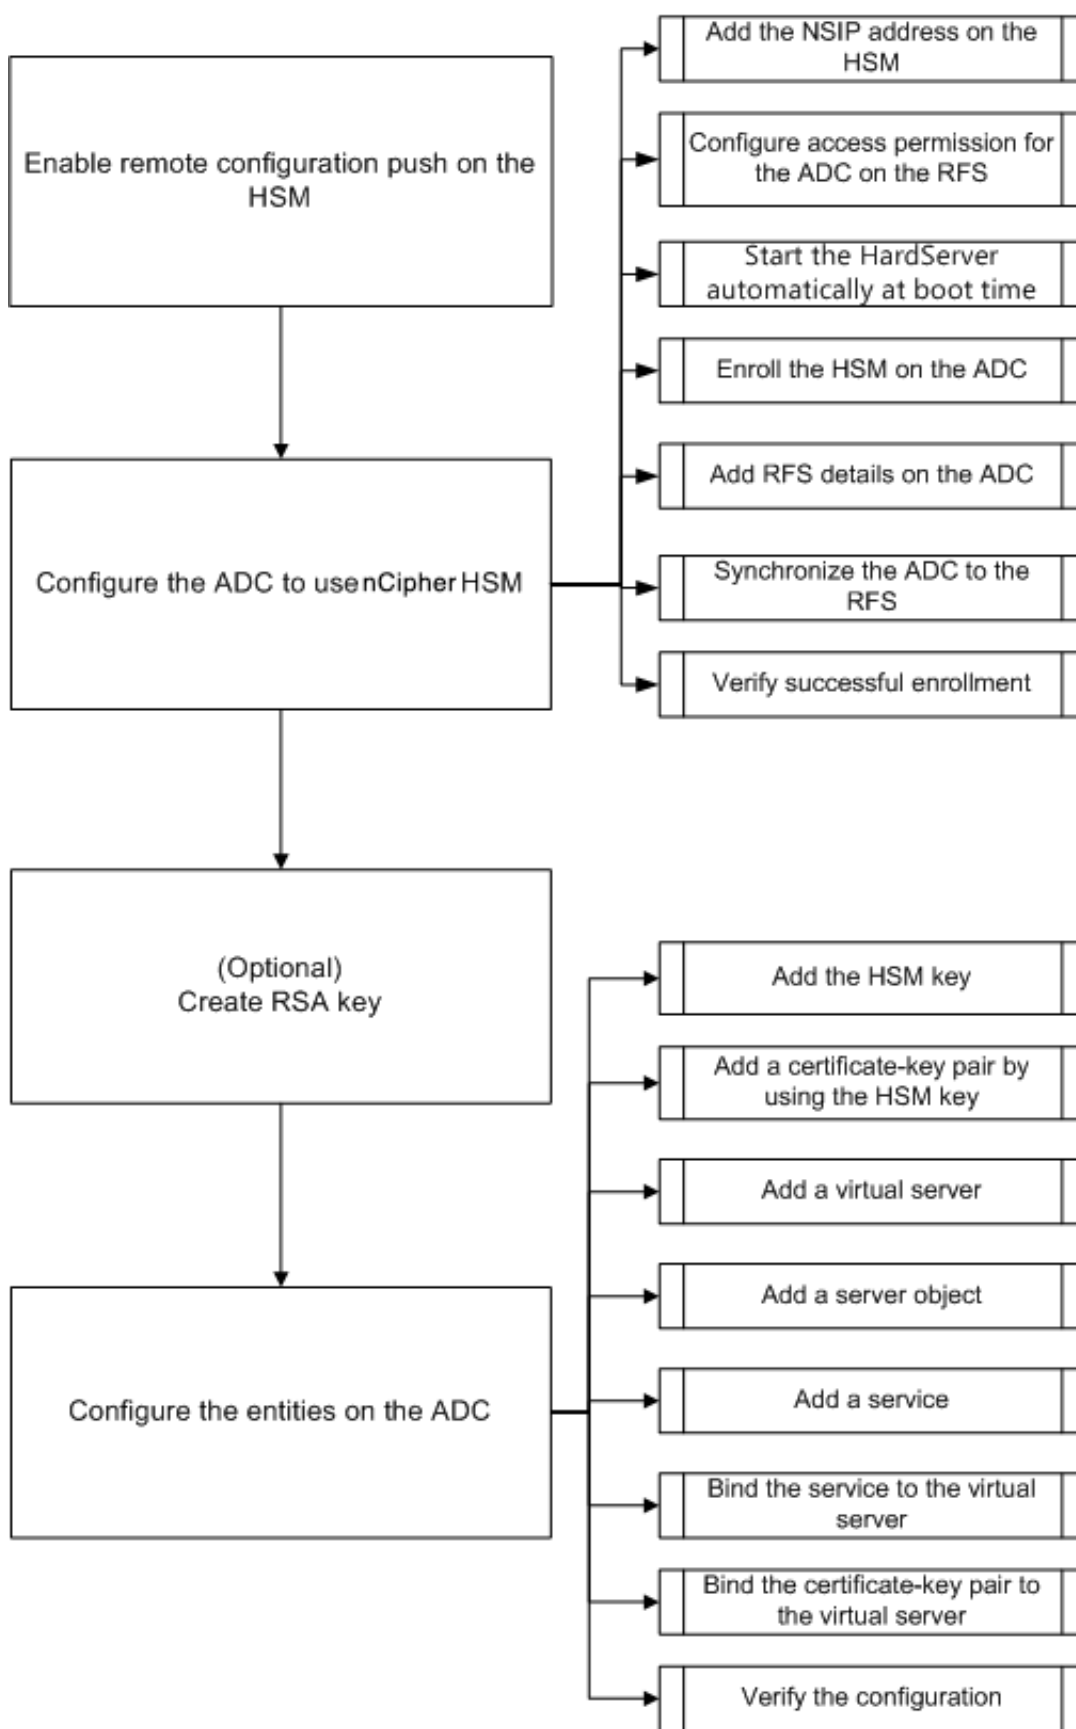 Enable remote configuration push on the
HSM
Add the NSIP address on the
HSM
Configure access permission for
the ADC on the RFS
Start the HardServer
automatically at boot time
Enroll the HSM on the ADC
Add RFS details on the ADC
Synchronize the ADC to the
RFS
Verify successful enrollment
Configure the ADC to use nCipher HSM
(Optional)
Create RSA key
Add the HSM key
Add a certificate-key pair by
using the HSM key
Add a virtual server
Add a server object
Add a service
Bind the service to the virtual
server
Bind the certificate-key pair to
the virtual server
Verify the configuration
Configure the entities on the ADC